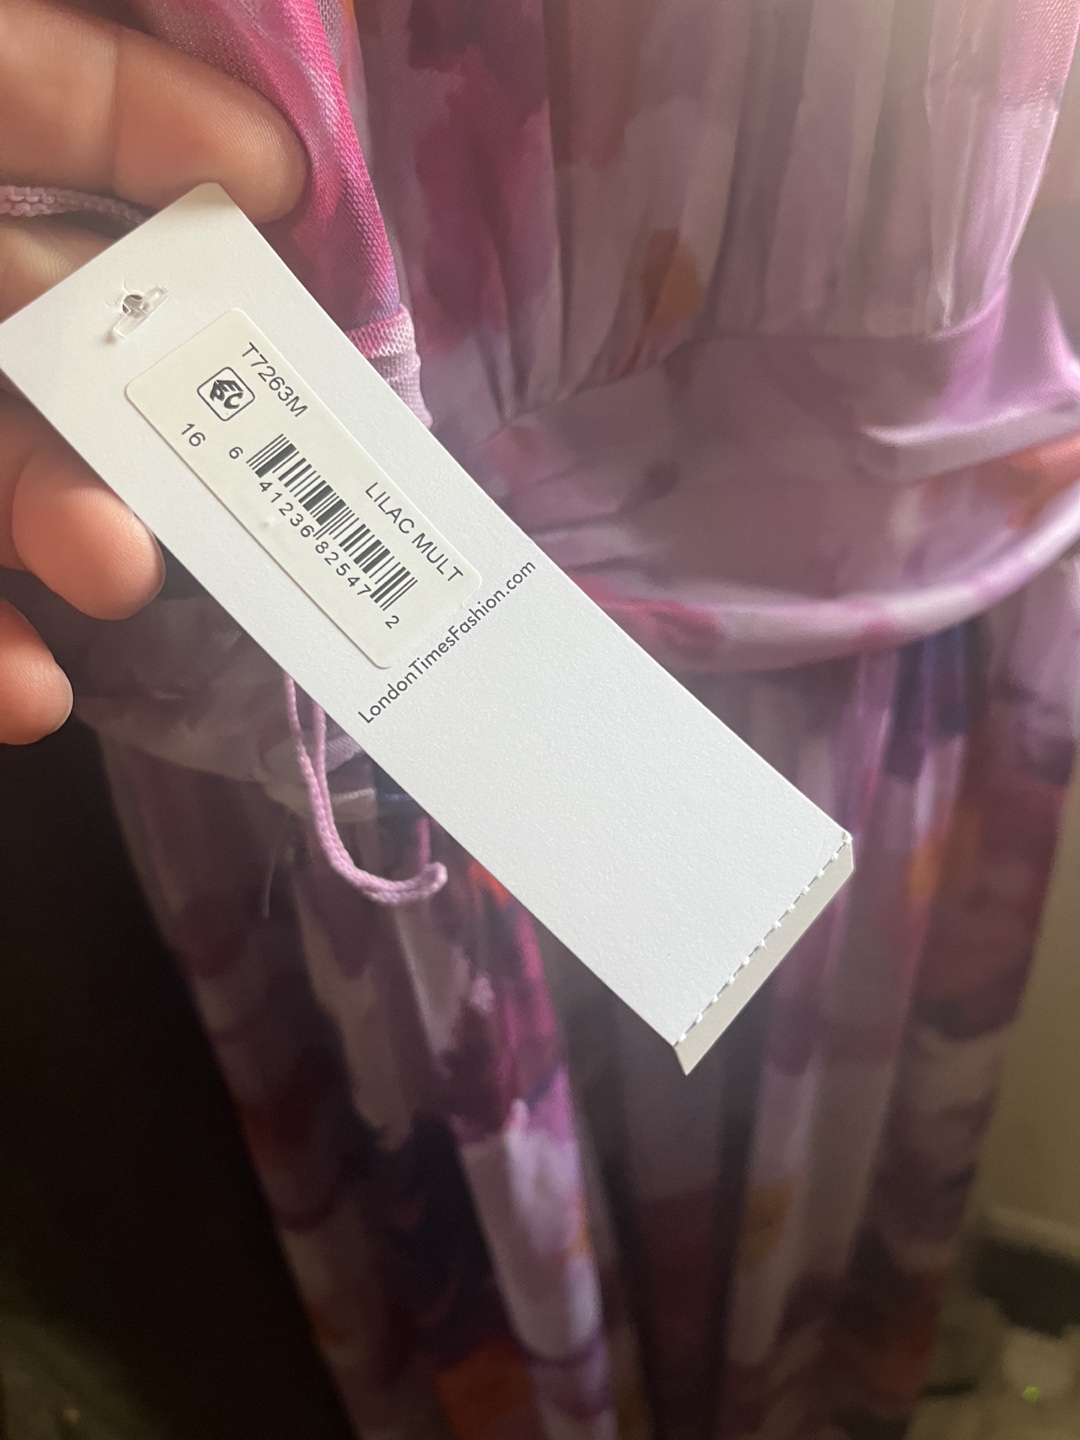 T7263M
LILAC MULT
16
6 41236 82547 2
LondonTimesFashion.com